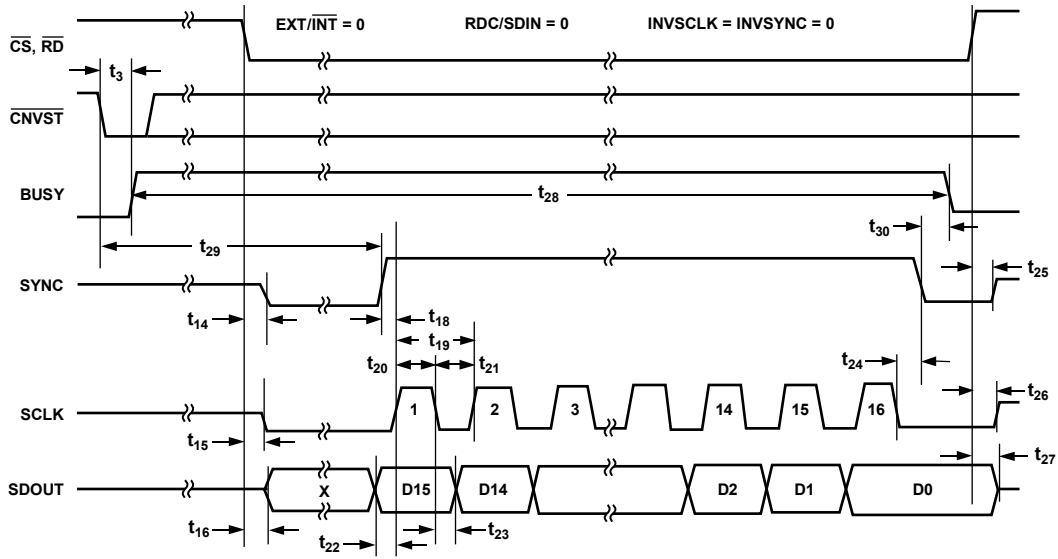 EXT/INT = 0 RDC/SDIN = 0 INVSCLK = INVSYNC = 0
CS, RD
t3
CNVST
BUSY
t28
t30
t29
t25
SYNC
t14
t18
t19
t20
t21
t24
t26
SCLK
1 2 3 14 15 16
t15
t27
SDOUT
X D15 D14 D2 D1 D0
t16
t22
t23